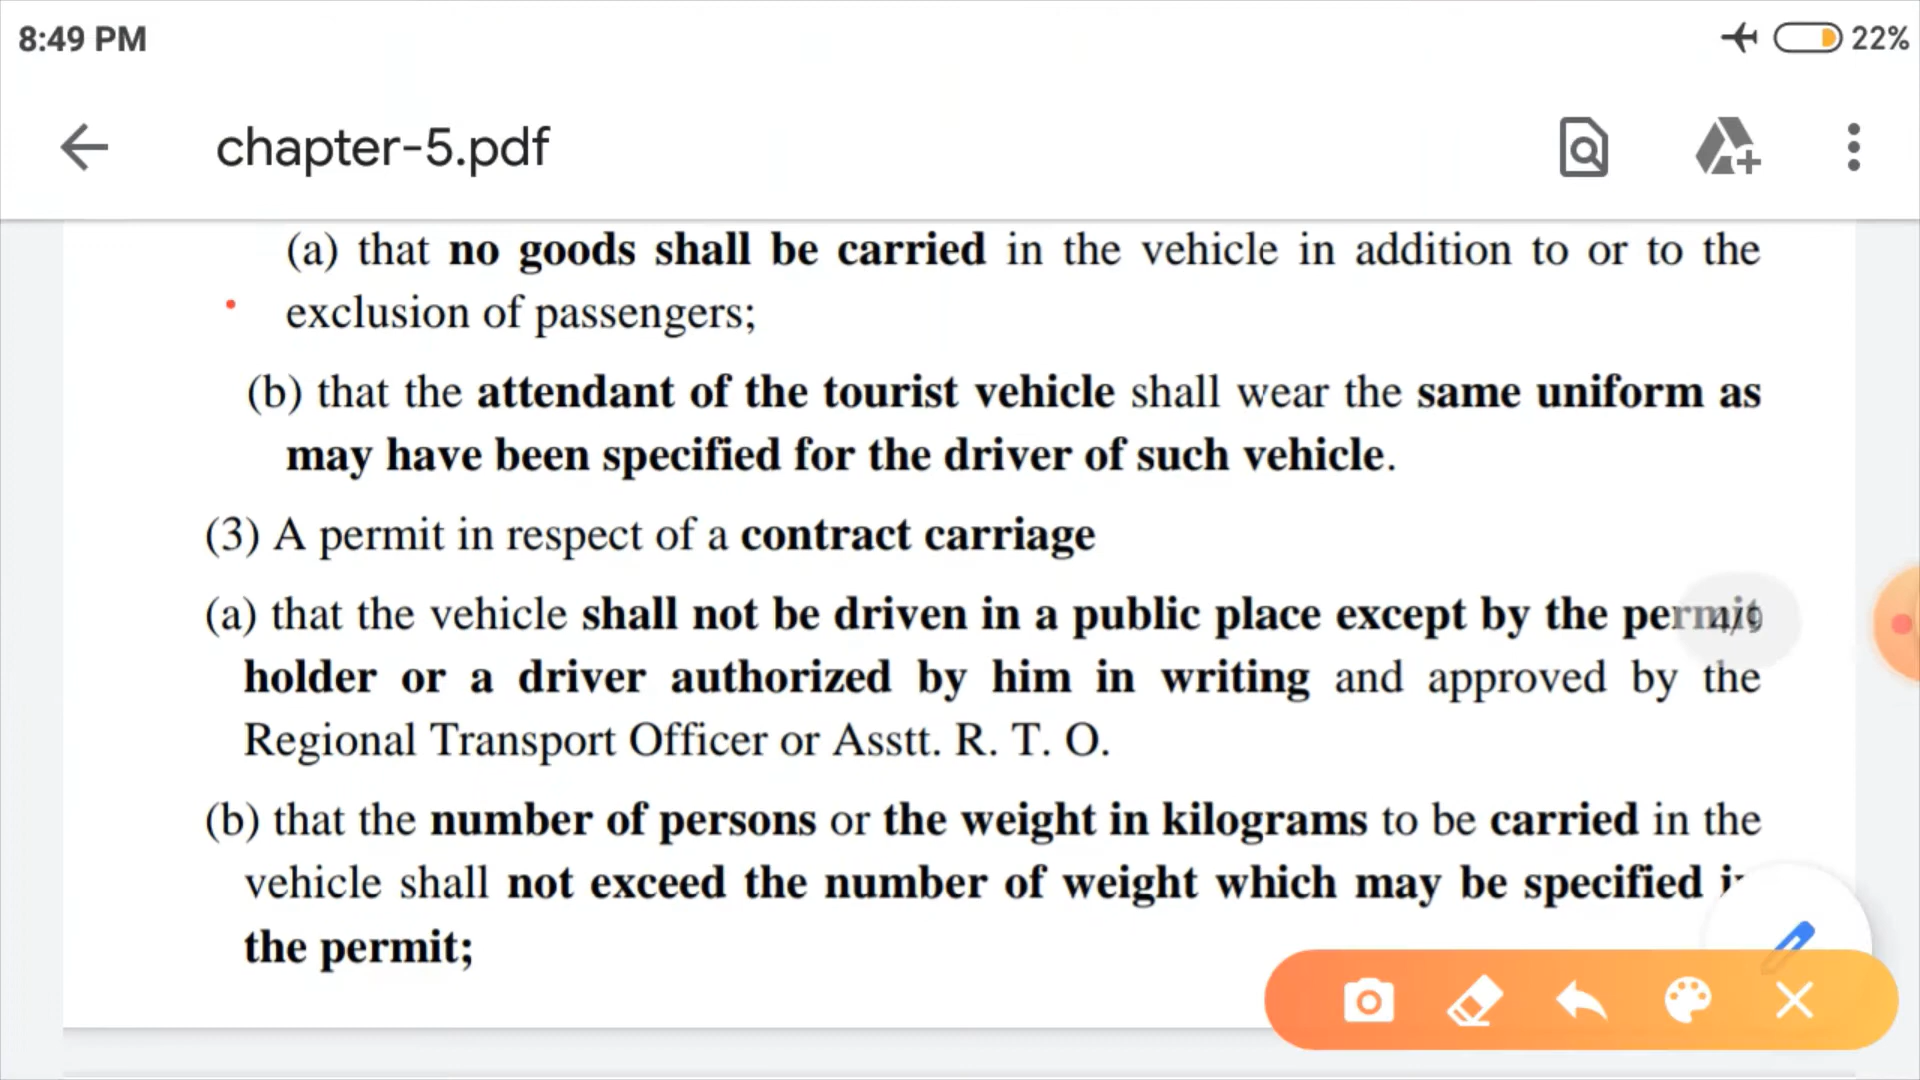 8:49 PM
22%
chapter-5.pdf
(a) that no goods shall be carried in the vehicle in addition to or to the
exclusion of passengers;
(b) that the attendant of the tourist vehicle shall wear the same uniform as
may have been specified for the driver of such vehicle.
(3) A permit in respect of a contract carriage
(a) that the vehicle shall not be driven in a public place except by the permit
4/9
holder or a driver authorized by him in writing and approved by the
Regional Transport Officer or Asstt. R. T. O.
(b) that the number of persons or the weight in kilograms to be carried in the
vehicle shall not exceed the number of weight which may be specified
the permit;